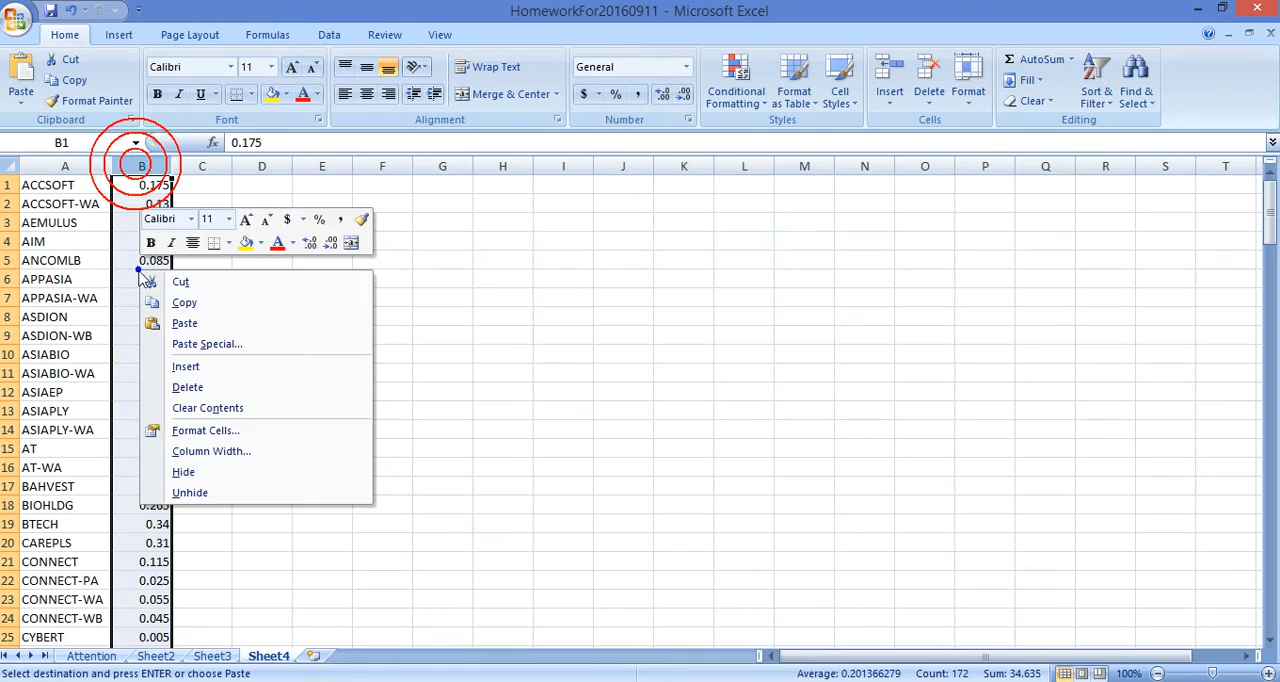 HomeworkFor20160911 - Microsoft Excel
Home Insert Page Layout Formulas Data Review View
Paste Cut Copy Format Painter Clipboard
Calibri 11 A A B I U A Font
Wrap Text Merge & Center Alignment
General $ % , .00 Number
Conditional Formatting Format as Table Cell Styles Styles
Insert Delete Format Cells
Σ AutoSum Fill Clear Sort & Filter Find & Select Editing
B1 fx 0.175
A B C D E F G H I J K L M N O P Q R S T
1 ACCSOFT 0.175
2 ACCSOFT-WA 0.13
3 AEMULUS
4 AIM
5 ANCOMLB 0.085
6 APPASIA
7 APPASIA-WA
8 ASDION
9 ASDION-WB
10 ASIABIO
11 ASIABIO-WA
12 ASIAEP
13 ASIAPLY
14 ASIAPLY-WA
15 AT
16 AT-WA
17 BAHVEST
18 BIOHLDG 0.265
19 BTECH 0.34
20 CAREPLS 0.31
21 CONNECT 0.115
22 CONNECT-PA 0.025
23 CONNECT-WA 0.055
24 CONNECT-WB 0.045
25 CYBERT 0.005
Calibri 11 A A $ % ,
B I A .00
Cut
Copy
Paste
Paste Special...
Insert
Delete
Clear Contents
Format Cells...
Column Width...
Hide
Unhide
Attention Sheet2 Sheet3 Sheet4
Select destination and press ENTER or choose Paste Average: 0.201366279 Count: 172 Sum: 34.635 100%